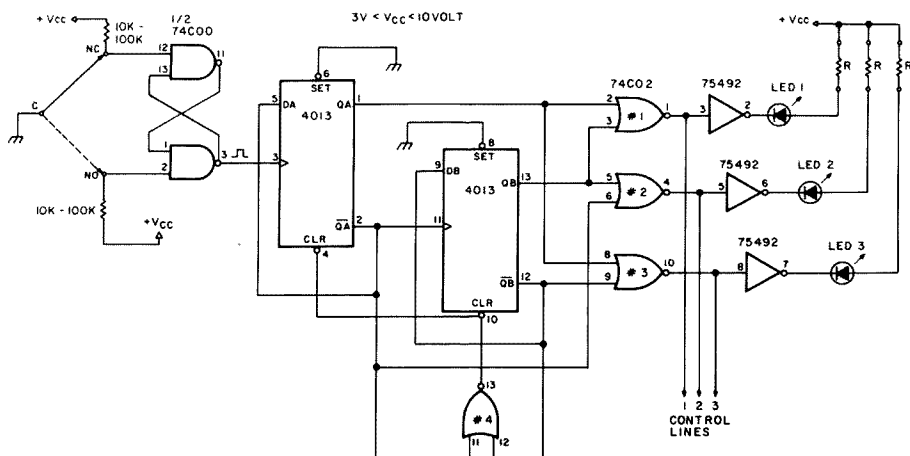 + Vcc
10K –
100K
NC
1/2
74C00
12
13
11
C
1
2
3
NO
10K – 100K
+Vcc
3V < Vcc < 10VOLT
6
SET
5
DA
QA
1
4013
3
QA
2
CLR
4
8
SET
9
DB
4013
QB
13
11
QB
12
CLR
10
13
#4
11
12
74C02
2
3
#1
1
5
6
#2
4
8
9
#3
10
75492
3
2
LED 1
75492
5
6
LED 2
75492
8
7
LED 3
+Vcc
R
R
R
1 2 3
CONTROL
LINES